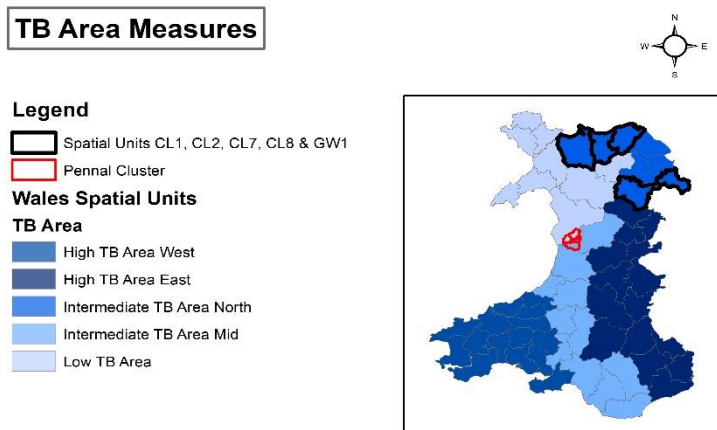 TB Area Measures
N
W E
S
Legend
Spatial Units CL1, CL2, CL7, CL8 & GW1
Pennal Cluster
Wales Spatial Units
TB Area
High TB Area West
High TB Area East
Intermediate TB Area North
Intermediate TB Area Mid
Low TB Area